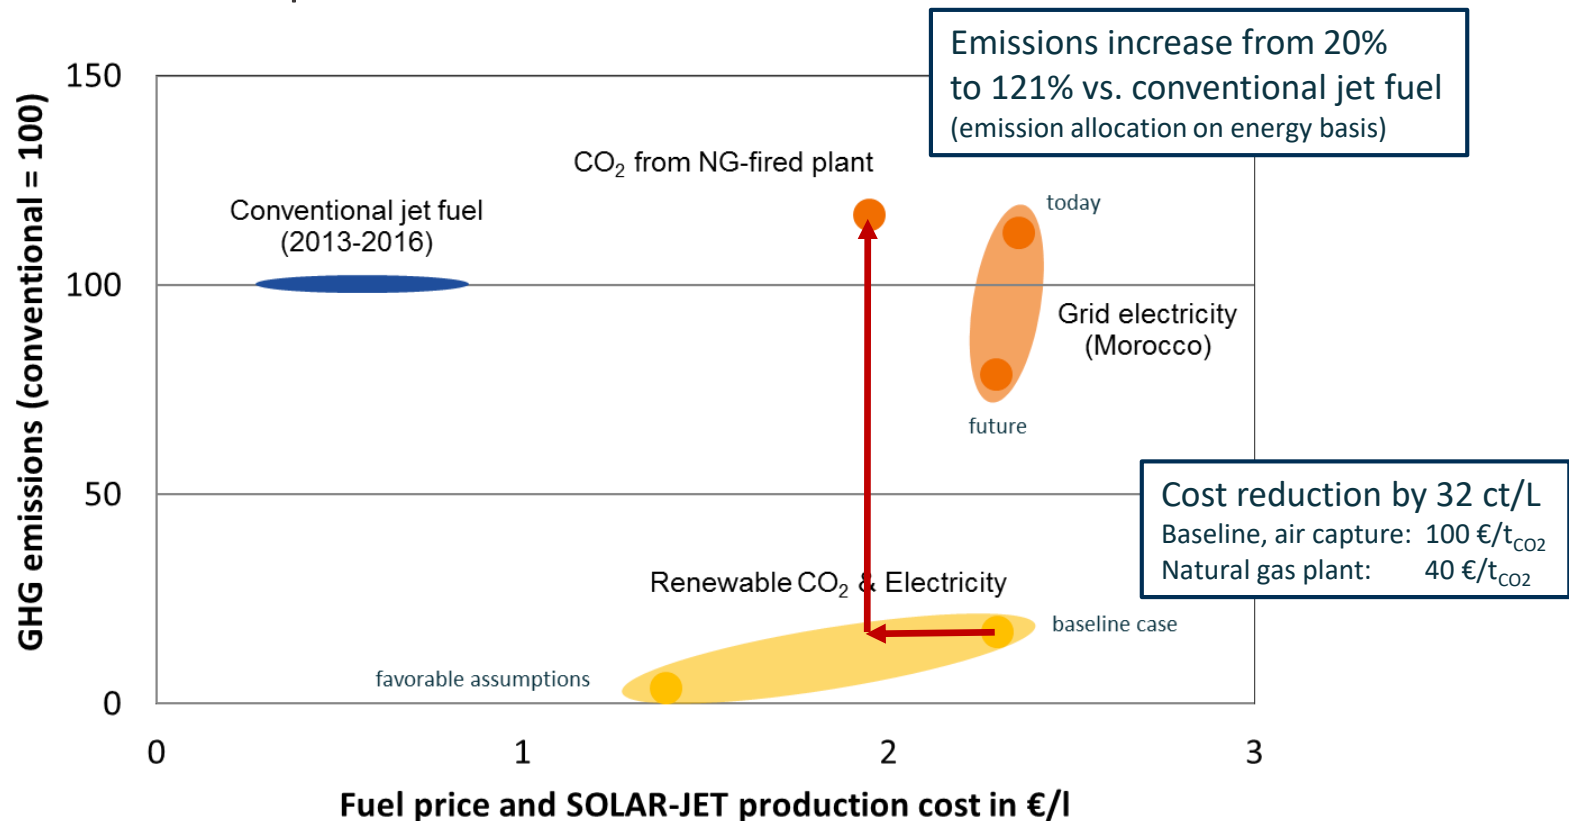 Emissions increase from 20%
to 121% vs. conventional jet fuel
(emission allocation on energy basis)
GHG emissions (conventional = 100)
150
100
50
0
CO₂ from NG-fired plant
Conventional jet fuel
(2013-2016)
today
Grid electricity
(Morocco)
future
Cost reduction by 32 ct/L
Baseline, air capture: 100 €/tCO2
Natural gas plant: 40 €/tCO2
Renewable CO₂ & Electricity
baseline case
favorable assumptions
0 1 2 3
Fuel price and SOLAR-JET production cost in €/l